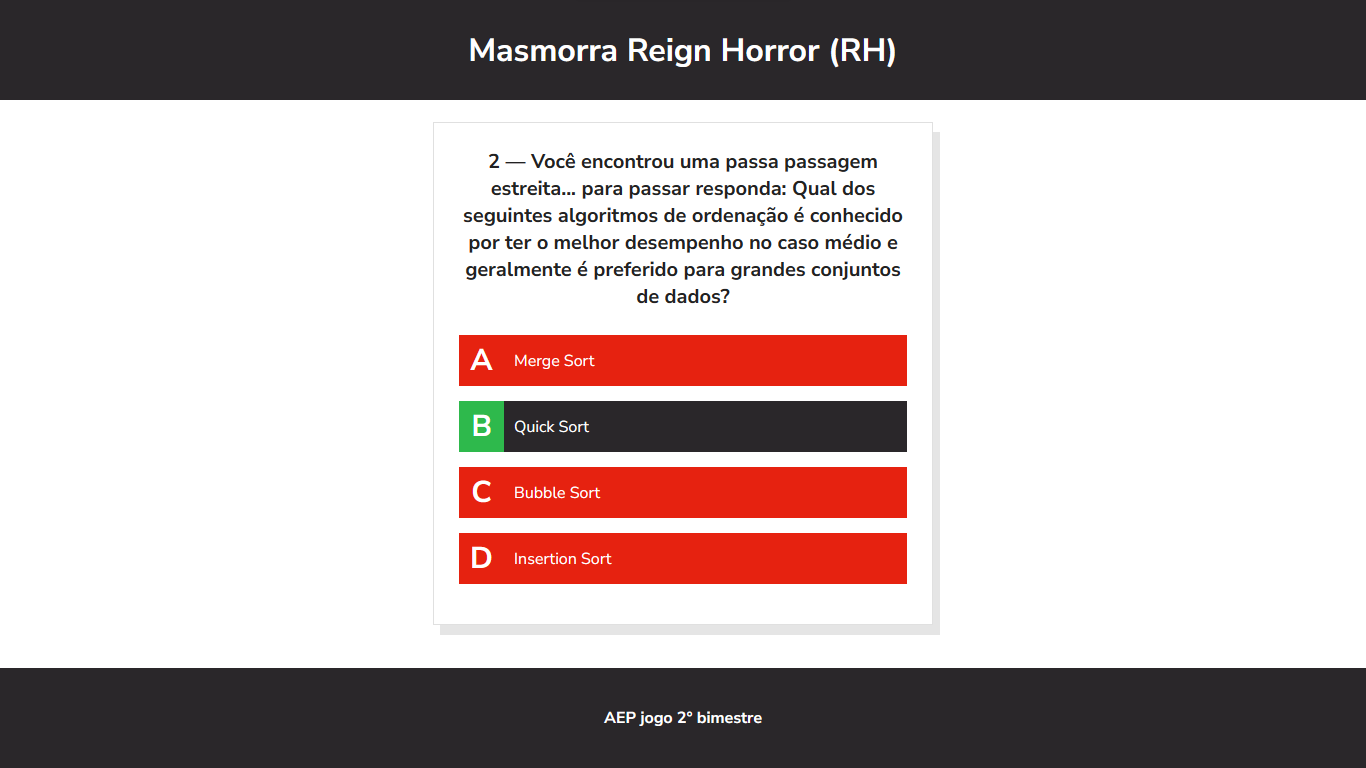 Masmorra Reign Horror (RH)
2 — Você encontrou uma passa passagem
estreita... para passar responda: Qual dos
seguintes algoritmos de ordenação é conhecido
por ter o melhor desempenho no caso médio e
geralmente é preferido para grandes conjuntos
de dados?
A Merge Sort
B Quick Sort
C Bubble Sort
D Insertion Sort
AEP jogo 2° bimestre